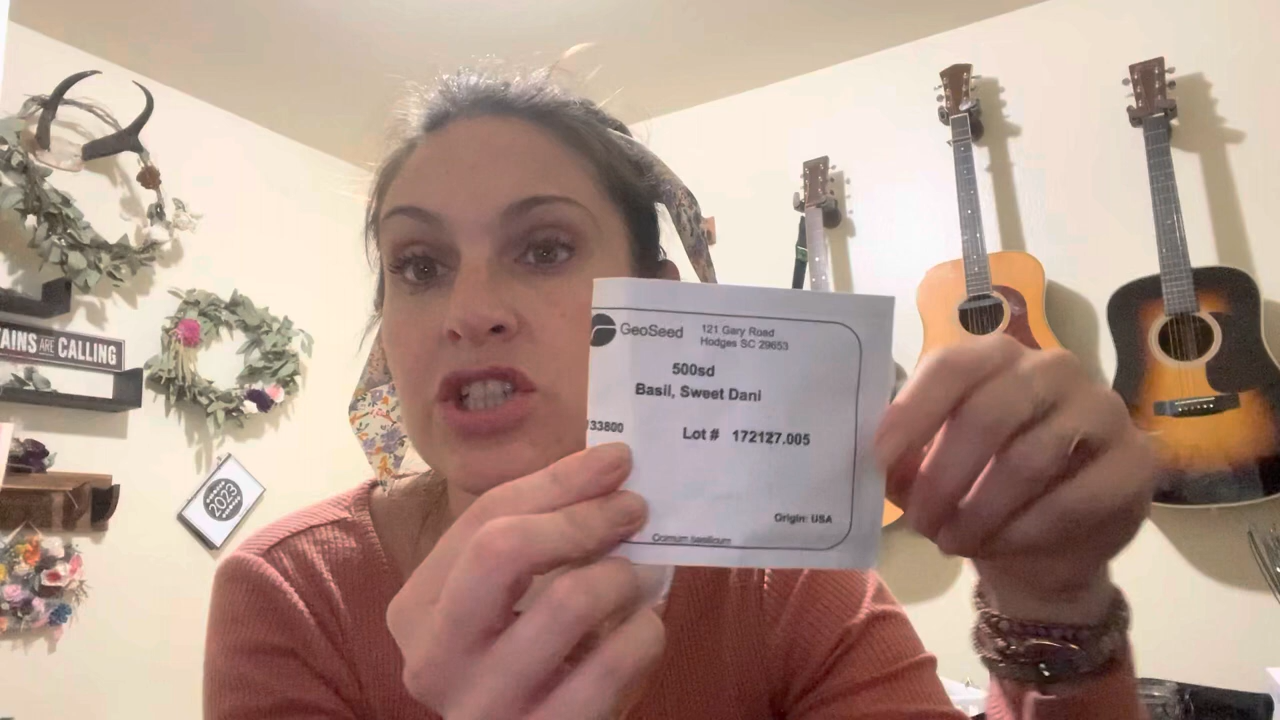 TAINS ARE CALLING
2023
GeoSeed
121 Gary Road
Hodges SC 29653
500sd
Basil, Sweet Dani
33800
Lot # 172127.005
Origin: USA
Ocimum basilicum